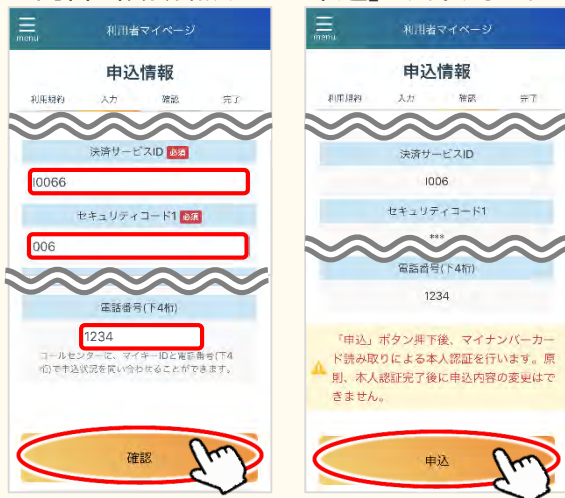 menu
利用者マイページ
申込情報
利用規約 入力 確認 完了
決済サービスID 必須
I0066
セキュリティコード1 必須
006
電話番号(下4桁)
1234
コールセンターに、マイキーIDと電話番号(下4
桁)で申込状況を問い合わせることができます。
確認
menu
利用者マイページ
申込情報
利用規約 入力 確認 完了
決済サービスID
I006
セキュリティコード1
***
電話番号(下4桁)
1234
「申込」ボタン押下後、マイナンバーカー
ド読み取りによる本人認証を行います。原
則、本人認証完了後に申込内容の変更はで
きません。
申込